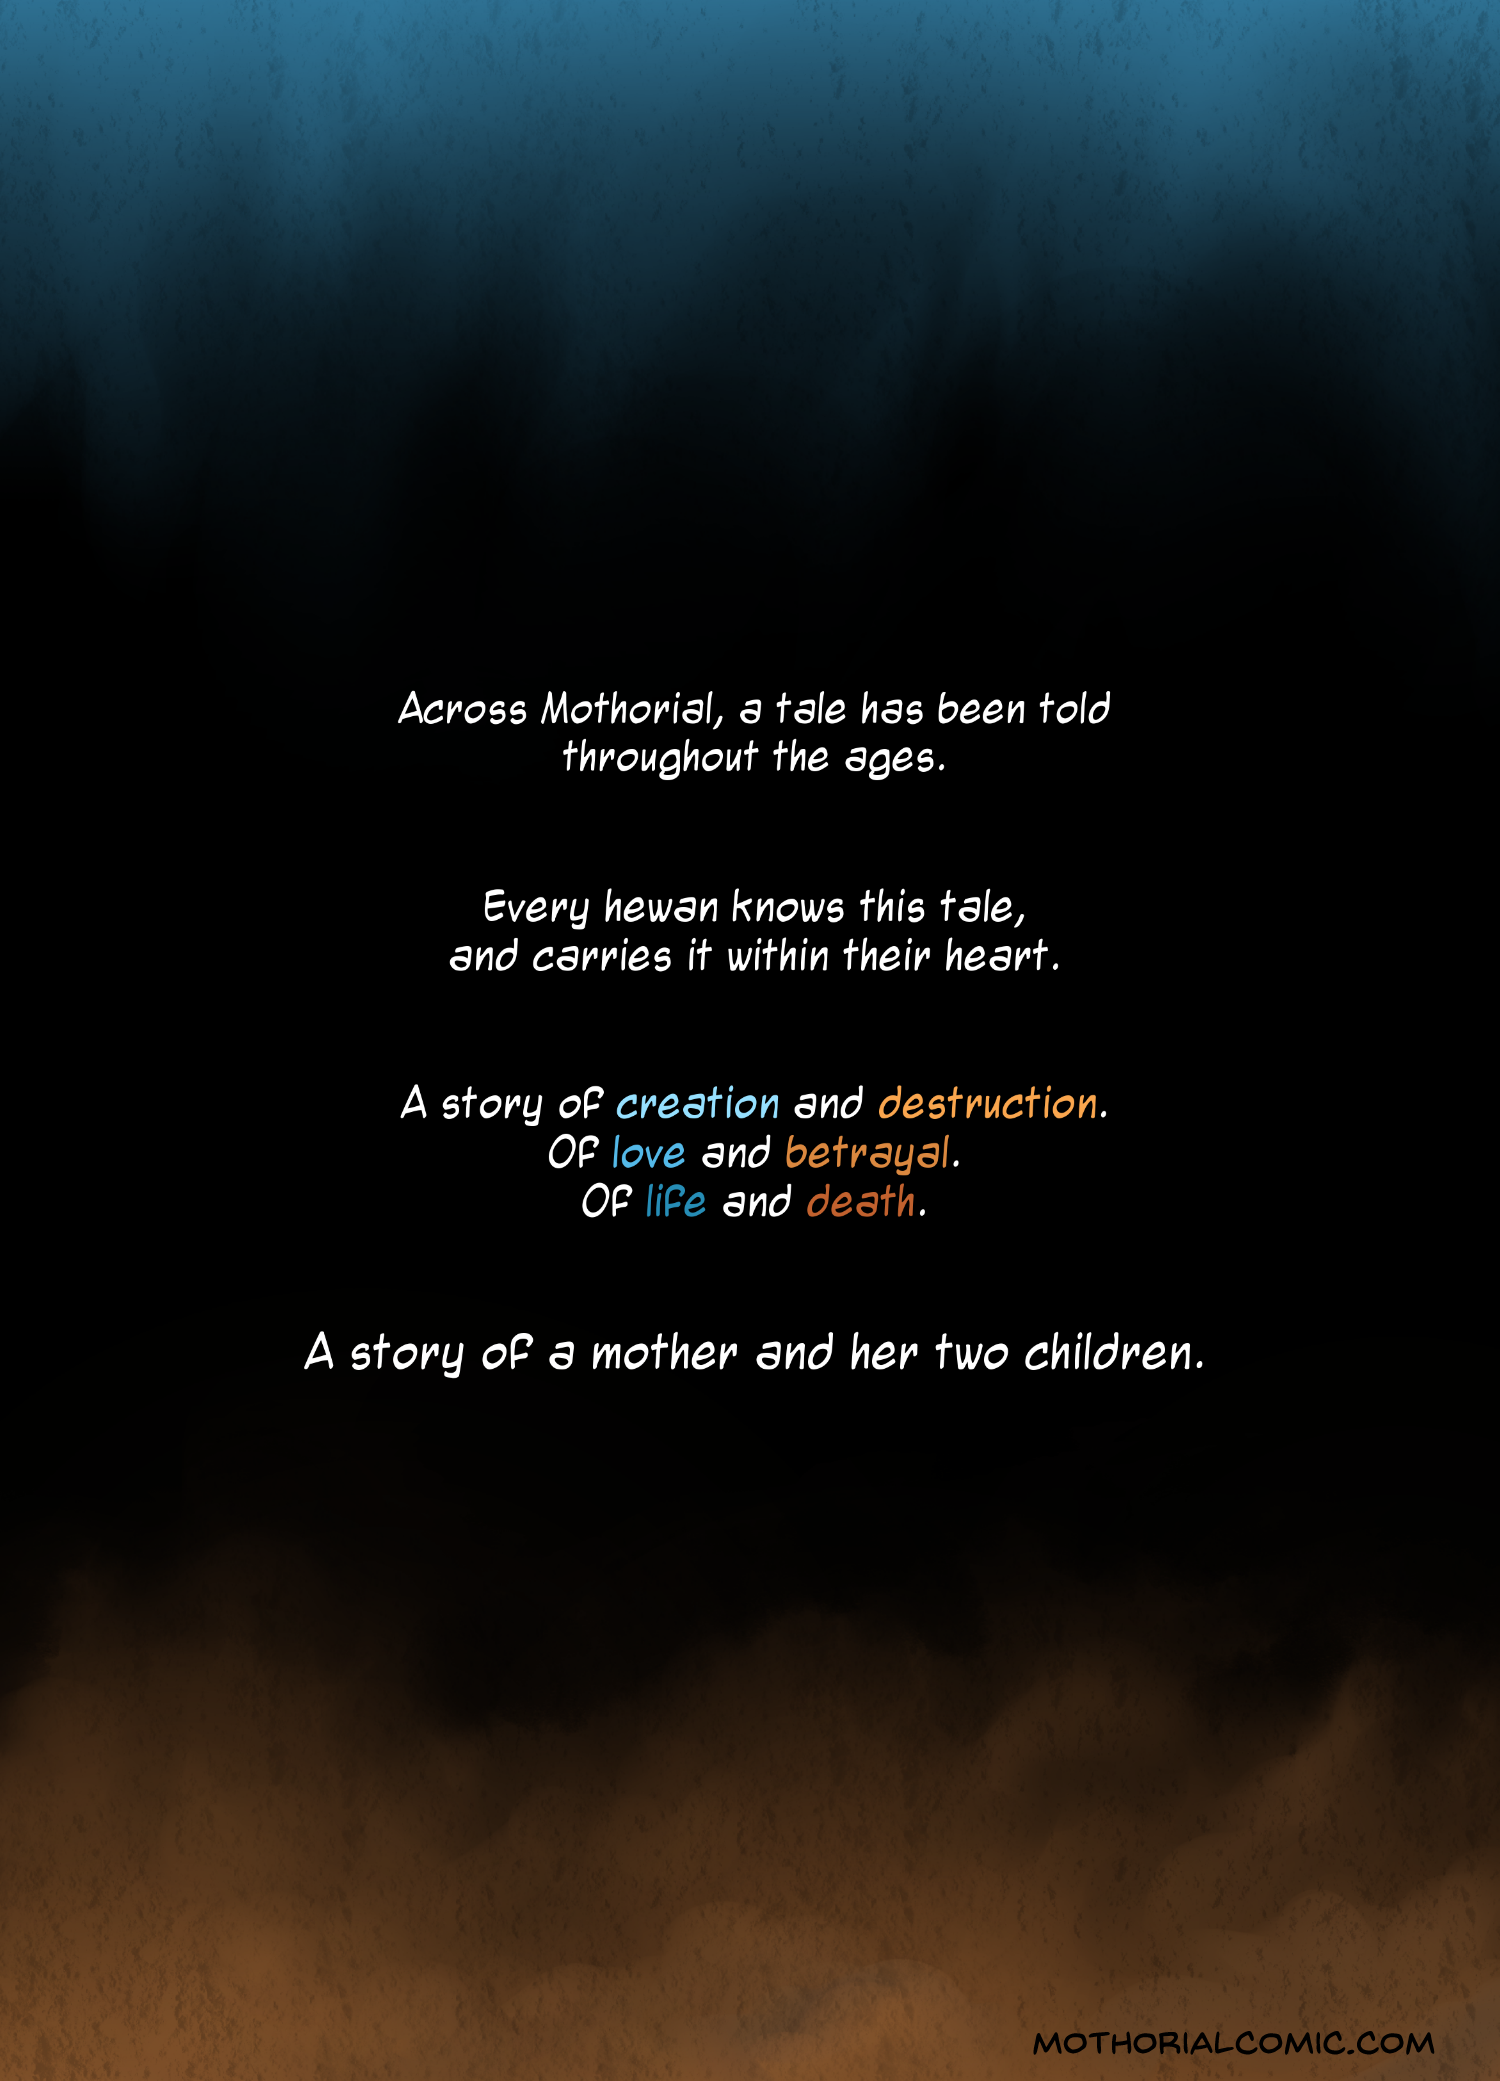 Across Mothorial, a tale has been told
throughout the ages.
Every hewan knows this tale,
and carries it within their heart.
A story of creation and destruction.
Of love and betrayal.
Of life and death.
A story of a mother and her two children.
MOTHORIALCOMIC.COM